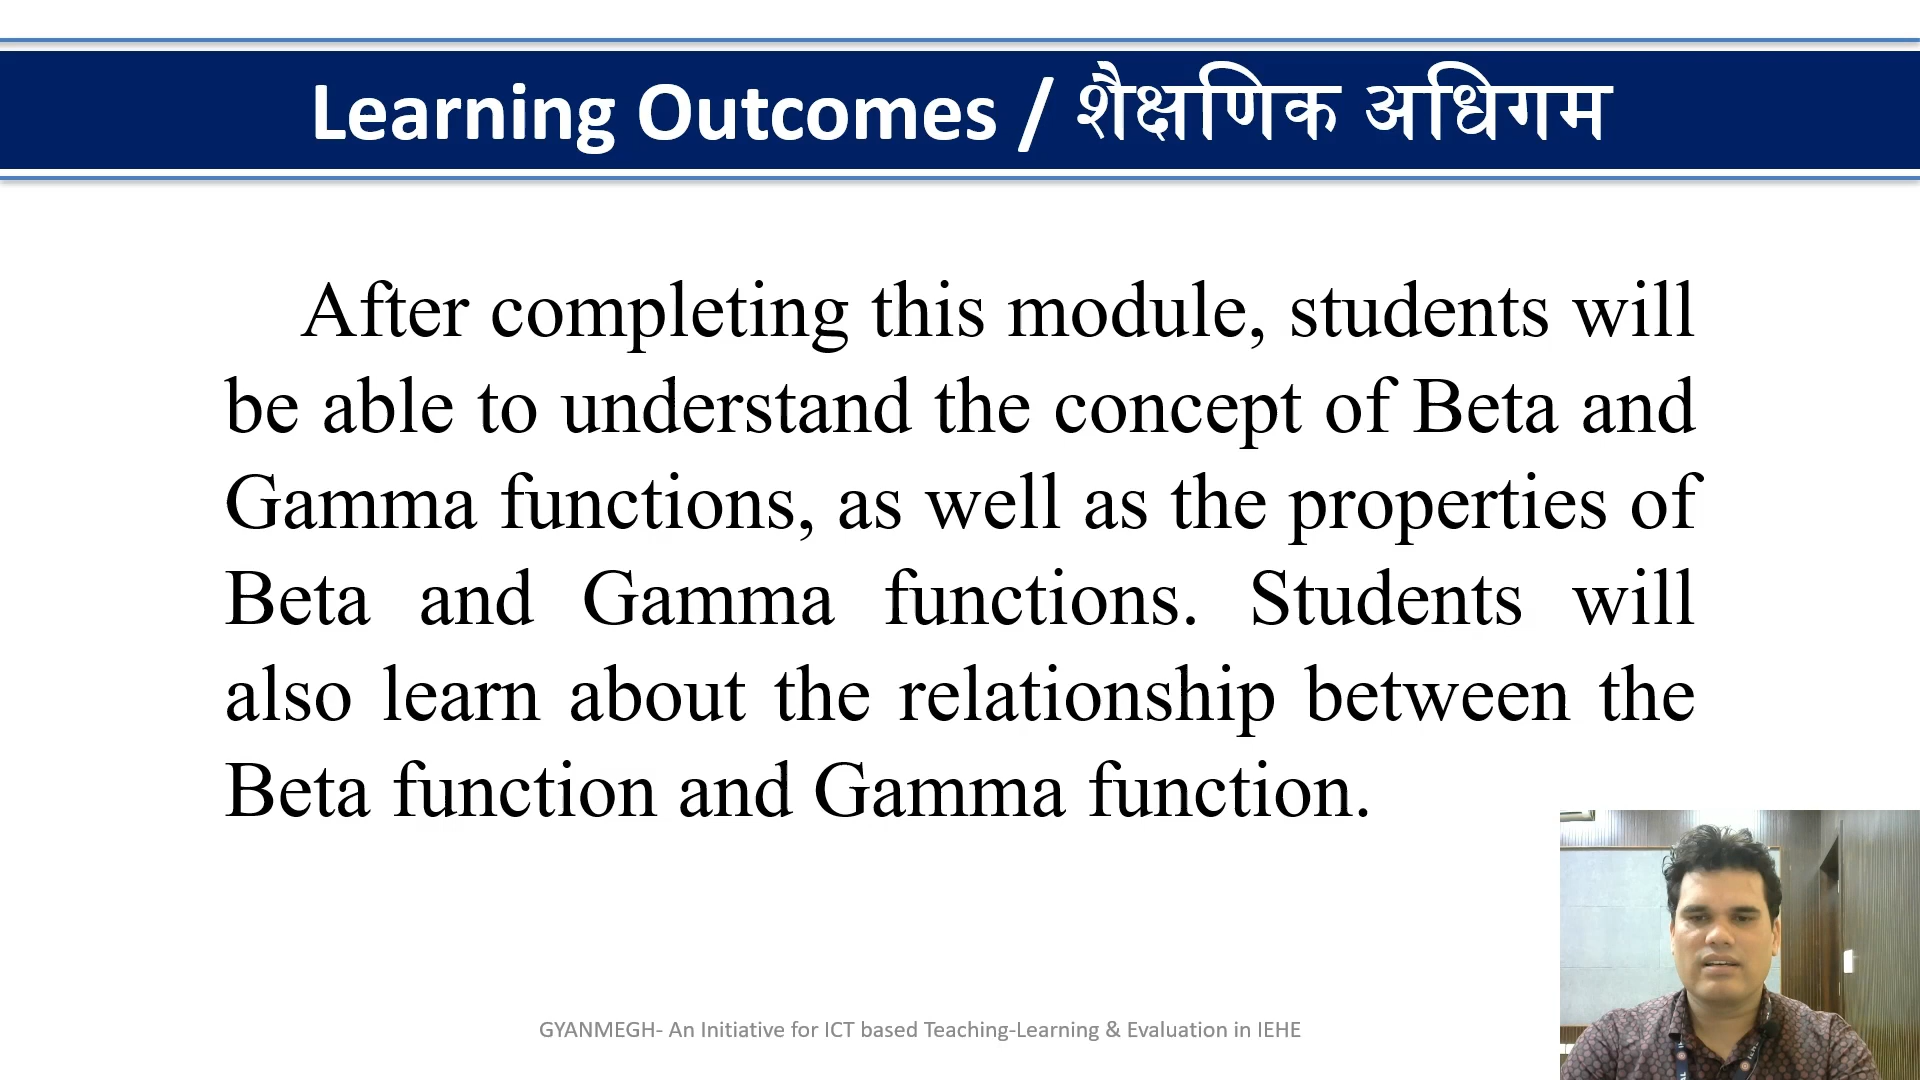 Learning Outcomes / शैक्षणिक अधिगम
After completing this module, students will
be able to understand the concept of Beta and
Gamma functions, as well as the properties of
Beta and Gamma functions. Students will
also learn about the relationship between the
Beta function and Gamma function.
GYANMEGH- An Initiative for ICT based Teaching-Learning & Evaluation in IEHE